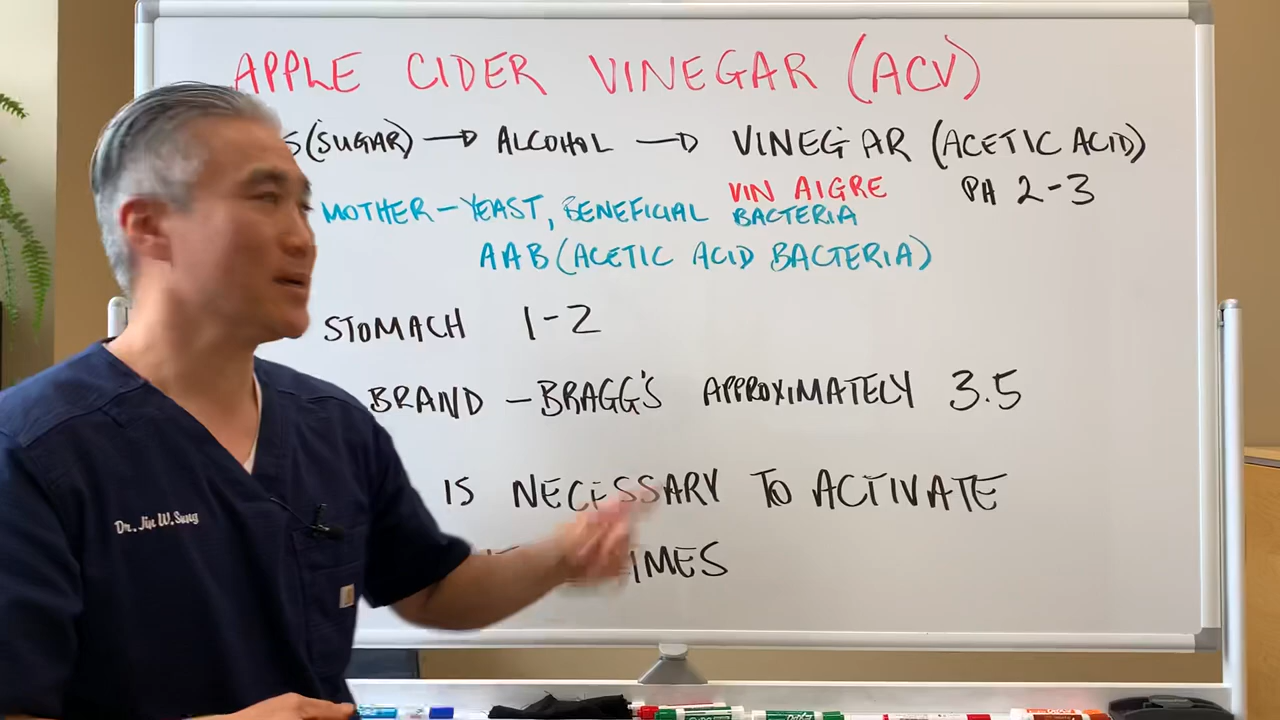 APPLE CIDER VINEGAR (ACV)
S(SUGAR) → ALCOHOL → VINEGAR (ACETIC ACID)
VIN AIGRE PH 2-3
MOTHER-YEAST, BENEFICIAL BACTERIA
AAB (ACETIC ACID BACTERIA)
STOMACH 1-2
BRAND - BRAGG'S APPROXIMATELY 3.5
IS NECESSARY TO ACTIVATE
IMES
Dr. Jin W. Sung